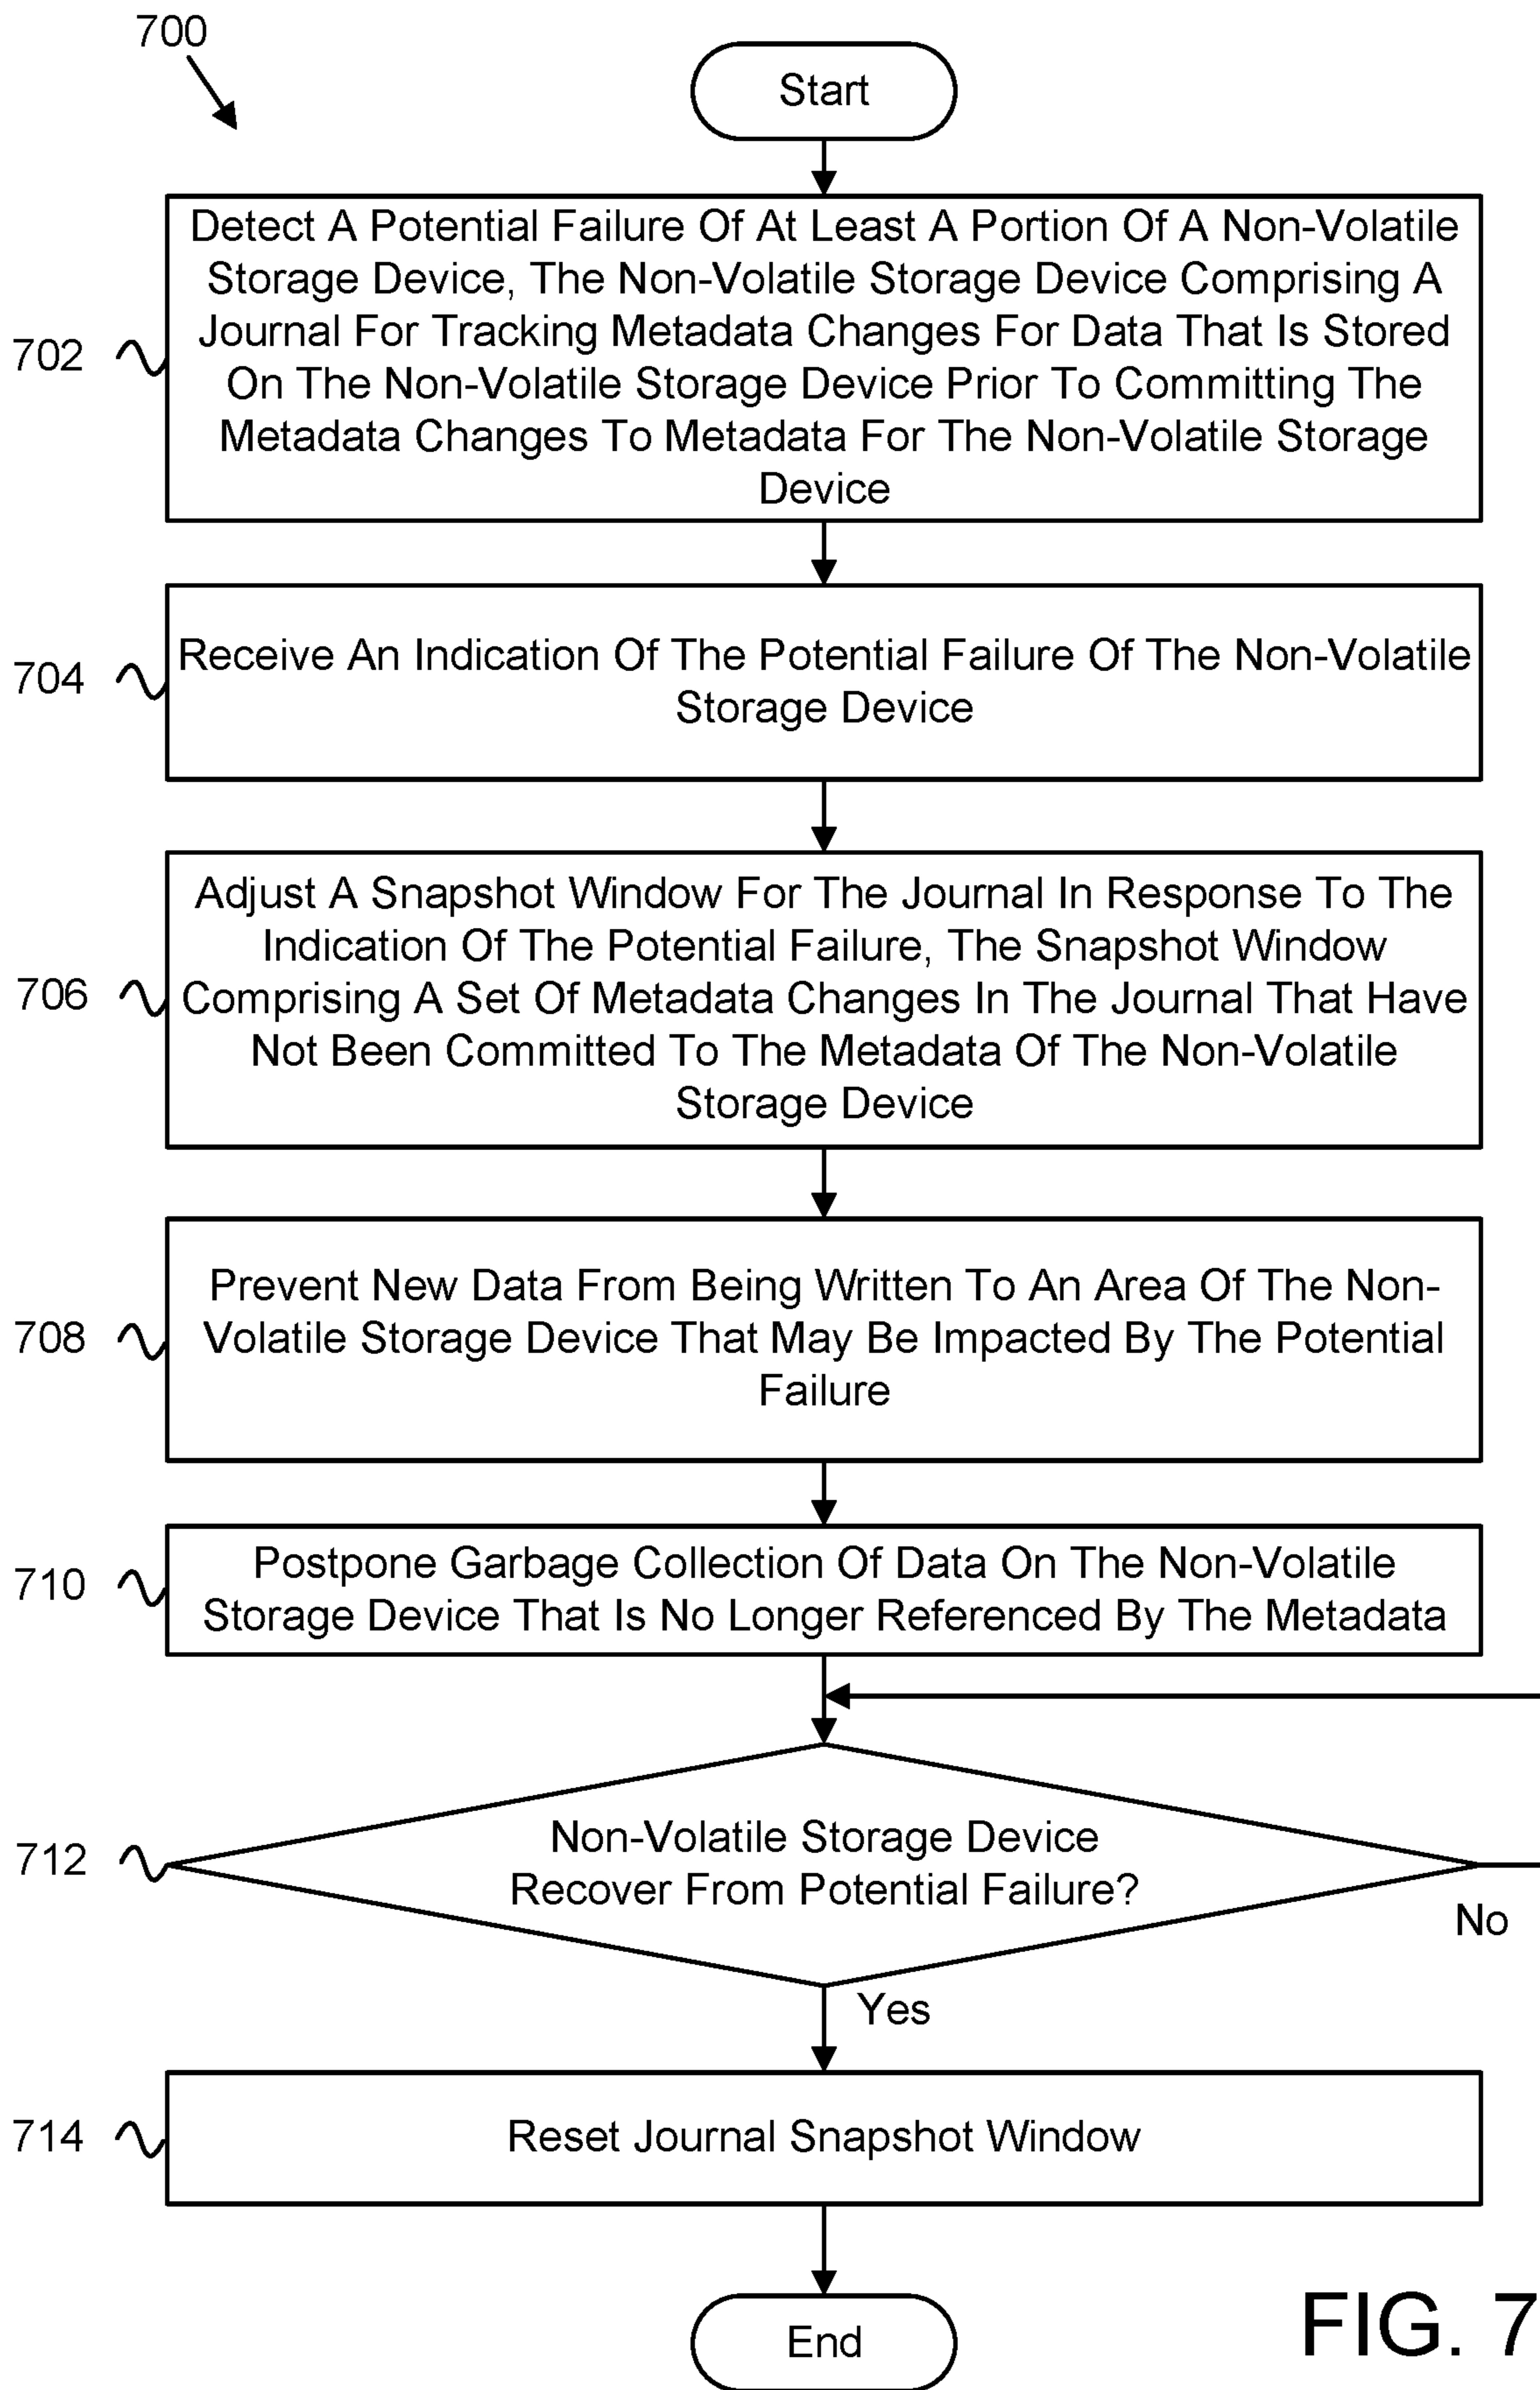 700
Start
702
Detect A Potential Failure Of At Least A Portion Of A Non-Volatile
Storage Device, The Non-Volatile Storage Device Comprising A
Journal For Tracking Metadata Changes For Data That Is Stored
On The Non-Volatile Storage Device Prior To Committing The
Metadata Changes To Metadata For The Non-Volatile Storage
Device
704
Receive An Indication Of The Potential Failure Of The Non-Volatile
Storage Device
706
Adjust A Snapshot Window For The Journal In Response To The
Indication Of The Potential Failure, The Snapshot Window
Comprising A Set Of Metadata Changes In The Journal That Have
Not Been Committed To The Metadata Of The Non-Volatile
Storage Device
708
Prevent New Data From Being Written To An Area Of The Non-
Volatile Storage Device That May Be Impacted By The Potential
Failure
710
Postpone Garbage Collection Of Data On The Non-Volatile
Storage Device That Is No Longer Referenced By The Metadata
712
Non-Volatile Storage Device
Recover From Potential Failure?
No
Yes
714
Reset Journal Snapshot Window
End
FIG. 7